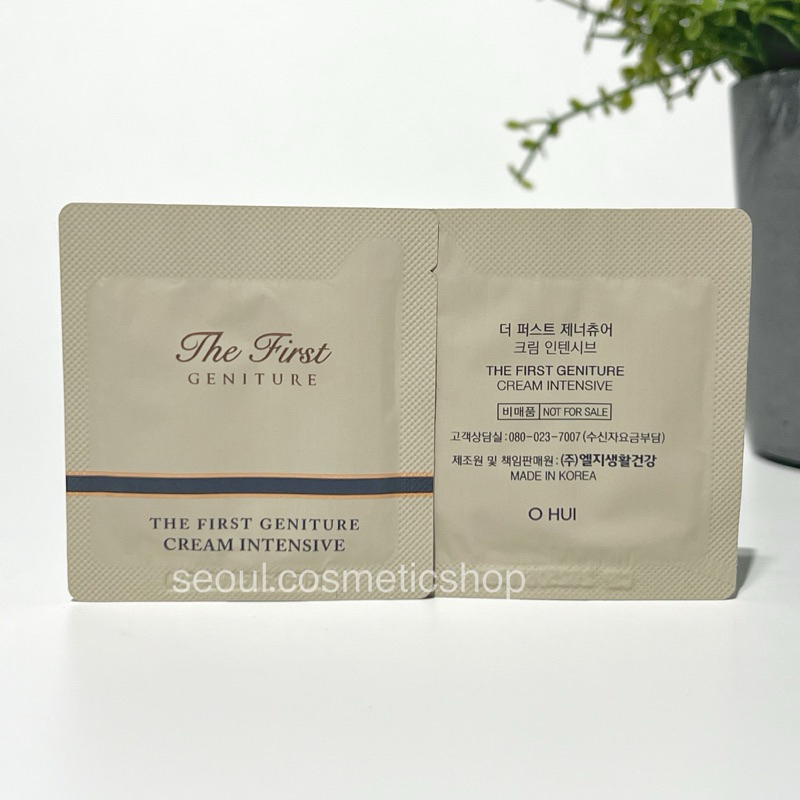 The First
GENITURE
THE FIRST GENITURE
CREAM INTENSIVE
더 퍼스트 제너츄어
크림 인텐시브
THE FIRST GENITURE
CREAM INTENSIVE
비매품 NOT FOR SALE
고객상담실:080-023-7007(수신자요금부담)
제조원 및 책임판매원:(주)엘지생활건강
MADE IN KOREA
O HUI
seoul.cosmeticshop